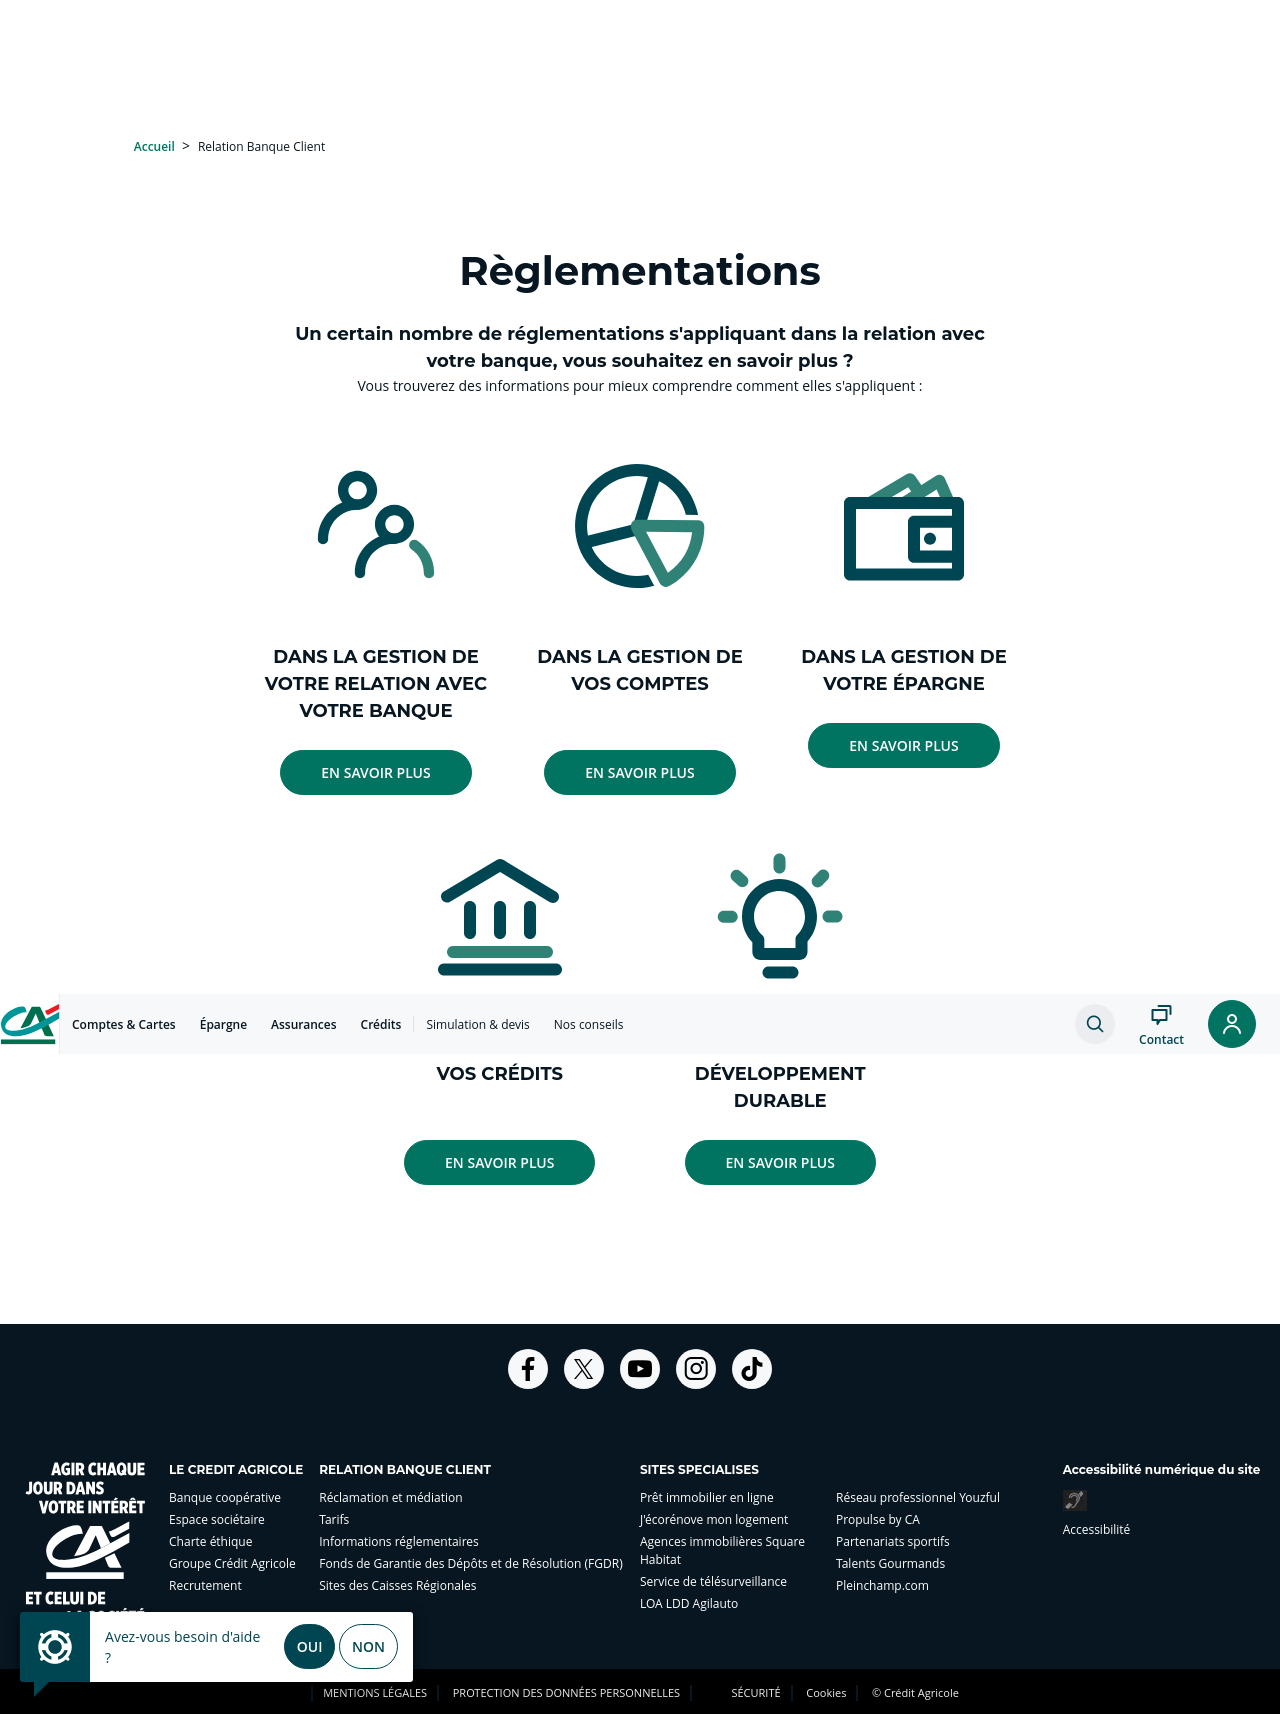 Accueil > Relation Banque Client
Règlementations
Un certain nombre de réglementations s'appliquant dans la relation avec
votre banque, vous souhaitez en savoir plus ?
Vous trouverez des informations pour mieux comprendre comment elles s'appliquent :
DANS LA GESTION DE
VOTRE RELATION AVEC
VOTRE BANQUE
EN SAVOIR PLUS
DANS LA GESTION DE
VOS COMPTES
EN SAVOIR PLUS
DANS LA GESTION DE
VOTRE ÉPARGNE
EN SAVOIR PLUS
Comptes & Cartes
Épargne
Assurances
Crédits
Simulation & devis
Nos conseils
Contact
VOS CRÉDITS
EN SAVOIR PLUS
DÉVELOPPEMENT
DURABLE
EN SAVOIR PLUS
AGIR CHAQUE
JOUR DANS
VOTRE INTÉRÊT
CA
ET CELUI DE
LE CREDIT AGRICOLE
Banque coopérative
Espace sociétaire
Charte éthique
Groupe Crédit Agricole
Recrutement
RELATION BANQUE CLIENT
Réclamation et médiation
Tarifs
Informations réglementaires
Fonds de Garantie des Dépôts et de Résolution (FGDR)
Sites des Caisses Régionales
SITES SPECIALISES
Prêt immobilier en ligne
J'écorénove mon logement
Agences immobilières Square
Habitat
Service de télésurveillance
LOA LDD Agilauto
Réseau professionnel Youzful
Propulse by CA
Partenariats sportifs
Talents Gourmands
Pleinchamp.com
Accessibilité numérique du site
Accessibilité
Avez-vous besoin d'aide
?
OUI
NON
MENTIONS LÉGALES
PROTECTION DES DONNÉES PERSONNELLES
SÉCURITÉ
Cookies
© Crédit Agricole